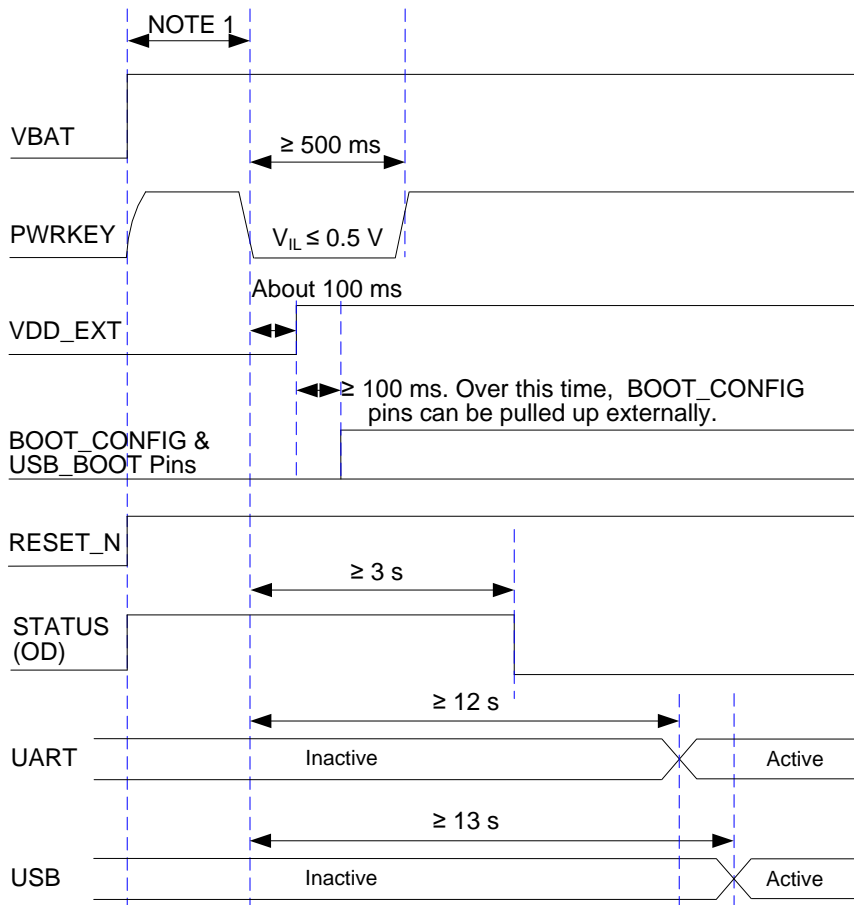 NOTE 1
VBAT
≥ 500 ms
PWRKEY
VIL ≤ 0.5 V
About 100 ms
VDD_EXT
≥ 100 ms. Over this time, BOOT_CONFIG
pins can be pulled up externally.
BOOT_CONFIG &
USB_BOOT Pins
RESET_N
≥ 3 s
STATUS
(OD)
≥ 12 s
UART
Inactive
Active
≥ 13 s
USB
Inactive
Active